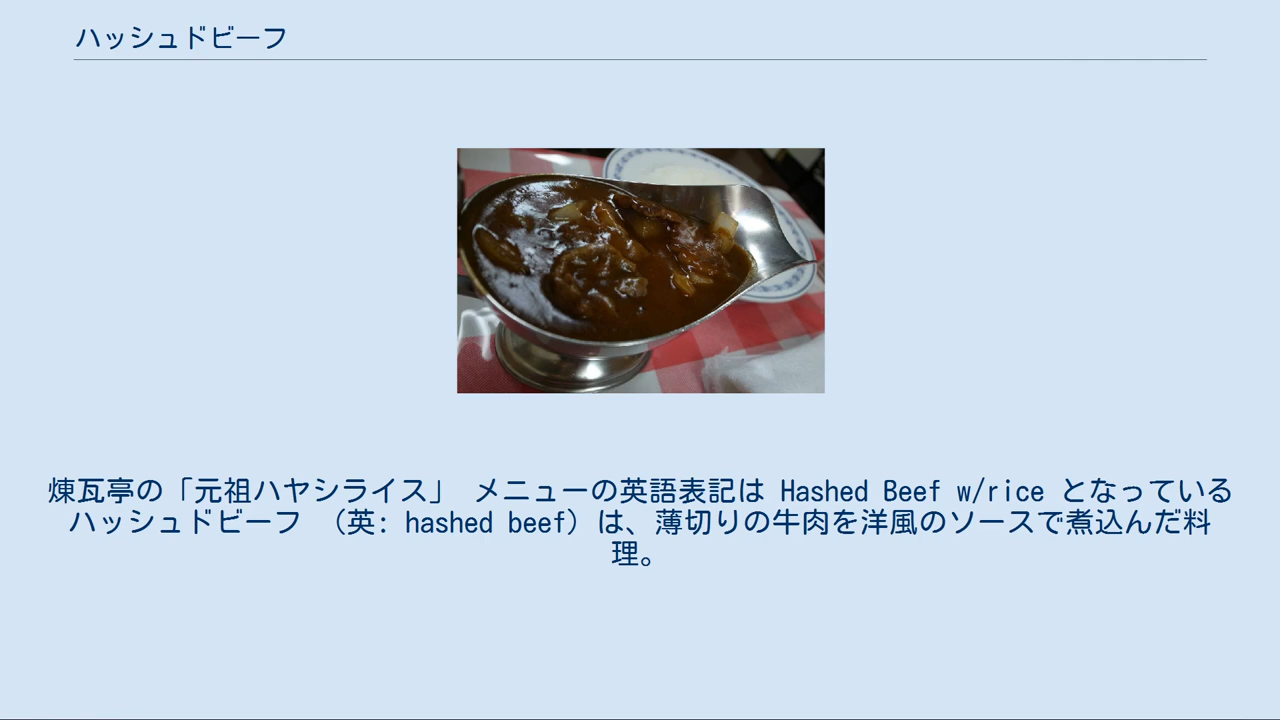 ハッシュドビーフ
煉瓦亭の「元祖ハヤシライス」 メニューの英語表記は Hashed Beef w/rice となっている
ハッシュドビーフ （英: hashed beef）は、薄切りの牛肉を洋風のソースで煮込んだ料
理。